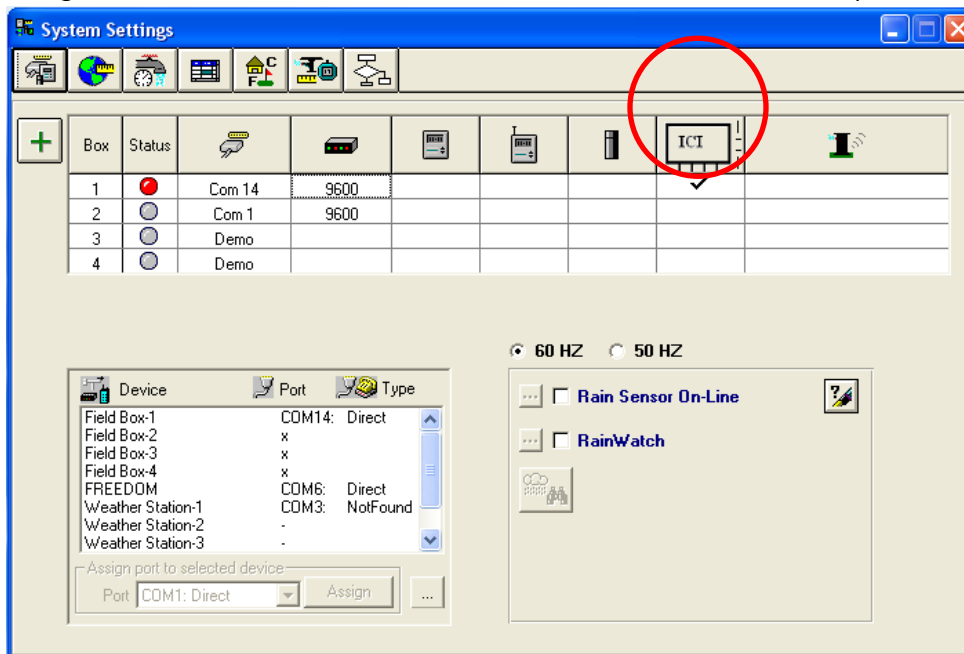 System Settings
C
F
Box Status ICI
1 Com 14 9600
2 Com 1 9600
3 Demo
4 Demo
60 HZ 50 HZ
Device Port Type
Field Box-1 COM14: Direct
Field Box-2 x
Field Box-3 x
Field Box-4 x
FREEDOM COM6: Direct
Weather Station-1 COM3: NotFound
Weather Station-2 -
Weather Station-3 -
Assign port to selected device
Port COM1: Direct Assign ...
... Rain Sensor On-Line
... RainWatch